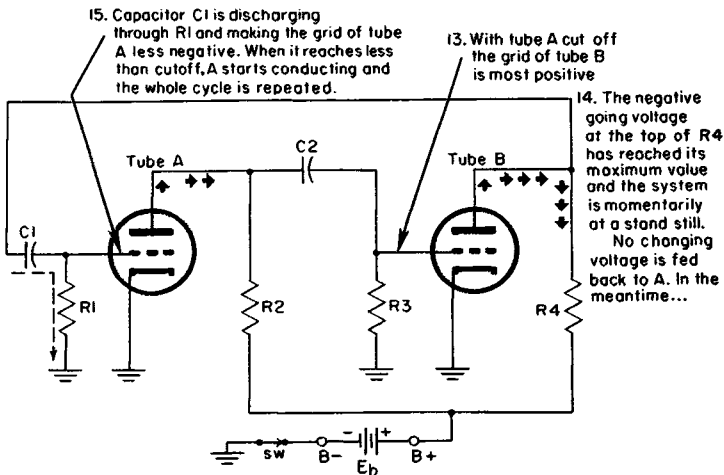 15. Capacitor C1 is discharging
through R1 and making the grid of tube
A less negative. When it reaches less
than cutoff, A starts conducting and
the whole cycle is repeated.
13. With tube A cut off
the grid of tube B
is most positive
14. The negative
going voltage
at the top of R4
has reached its
maximum value
and the system
is momentarily
at a stand still.
No changing
voltage is fed
back to A. In the
meantime...
C2
Tube A
Tube B
C1
R1
R2
R3
R4
- +
SW
B-
Eb
B+